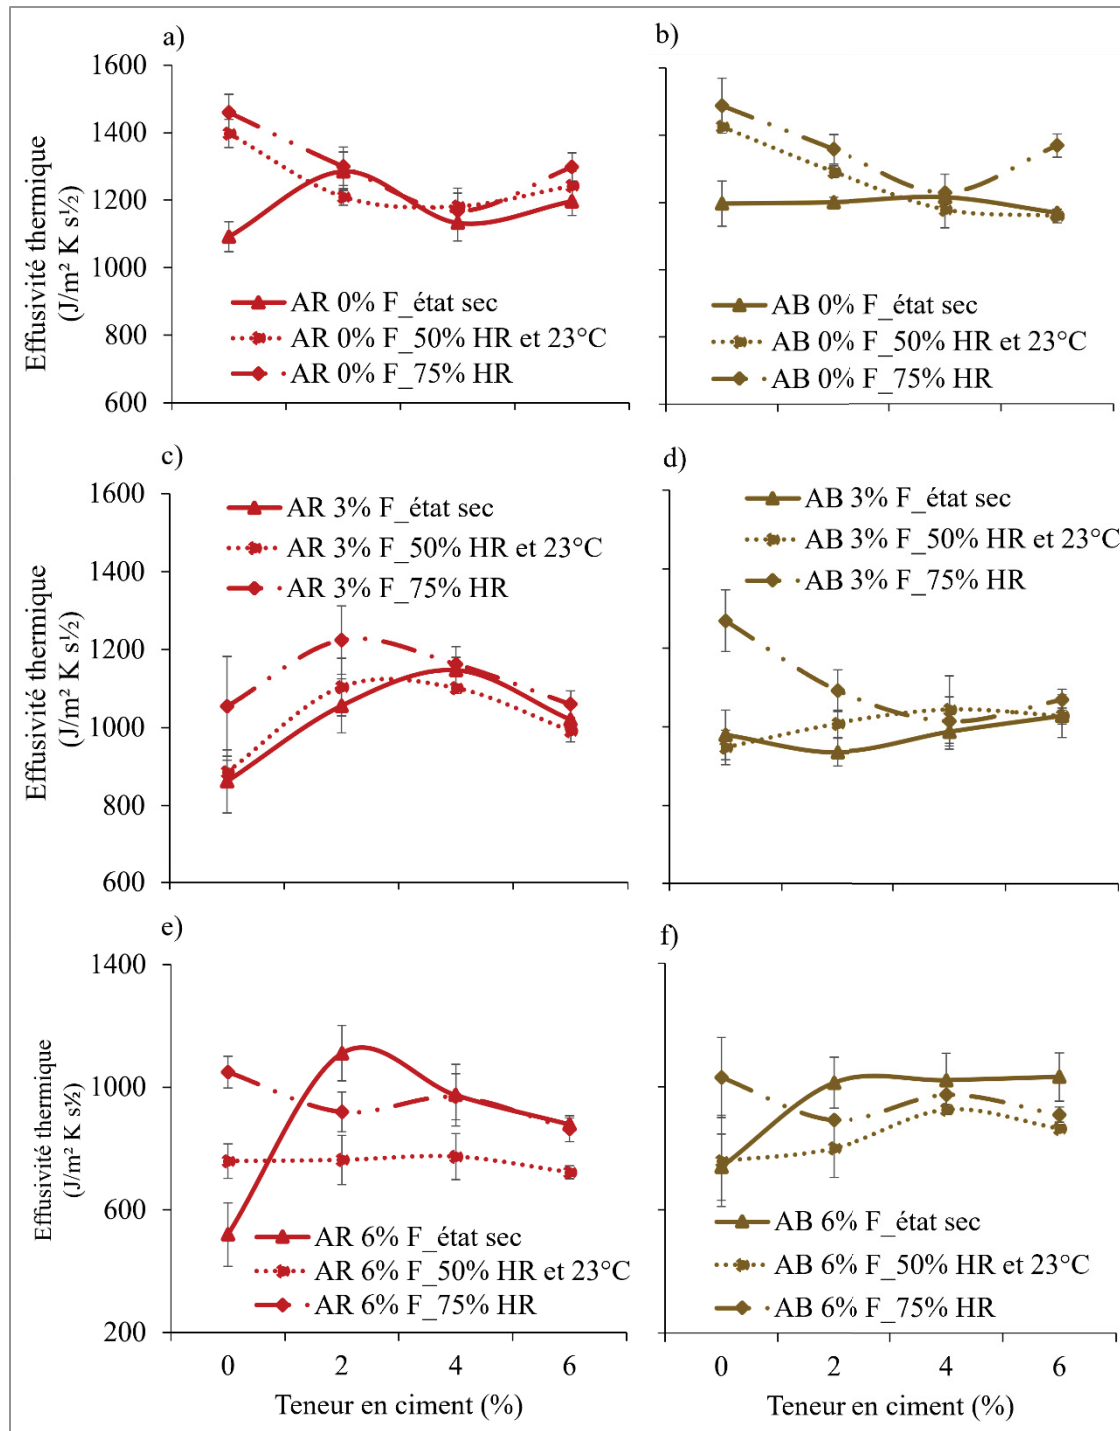 a)
Effusivité thermique
(J/m² K s½)
1600
1400
1200
1000
800
600
AR 0% F_état sec
AR 0% F_50% HR et 23°C
AR 0% F_75% HR
b)
AB 0% F_état sec
AB 0% F_50% HR et 23°C
AB 0% F_75% HR
c)
Effusivité thermique
(J/m² K s½)
1600
1400
1200
1000
800
600
AR 3% F_état sec
AR 3% F_50% HR et 23°C
AR 3% F_75% HR
d)
AB 3% F_état sec
AB 3% F_50% HR et 23°C
AB 3% F_75% HR
e)
Effusivité thermique
(J/m² K s½)
1400
1000
600
200
AR 6% F_état sec
AR 6% F_50% HR et 23°C
AR 6% F_75% HR
0 2 4 6
Teneur en ciment (%)
f)
AB 6% F_état sec
AB 6% F_50% HR et 23°C
AB 6% F_75% HR
0 2 4 6
Teneur en ciment (%)